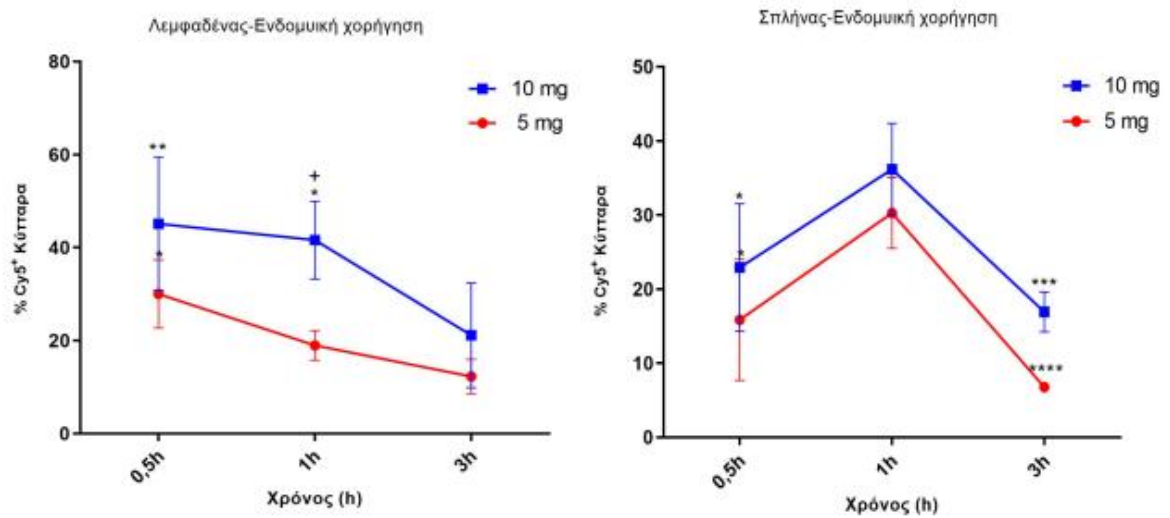 Λεμφαδένας-Ενδομυική χορήγηση
80
60
40
20
0
% Cy5⁺ Κύτταρα
10 mg
5 mg
**
*
+
*
0,5h
1h
3h
Χρόνος (h)
Σπλήνας-Ενδομυική χορήγηση
50
40
30
20
10
0
% Cy5⁺ Κύτταρα
10 mg
5 mg
*
*
***
****
0,5h
1h
3h
Χρόνος (h)